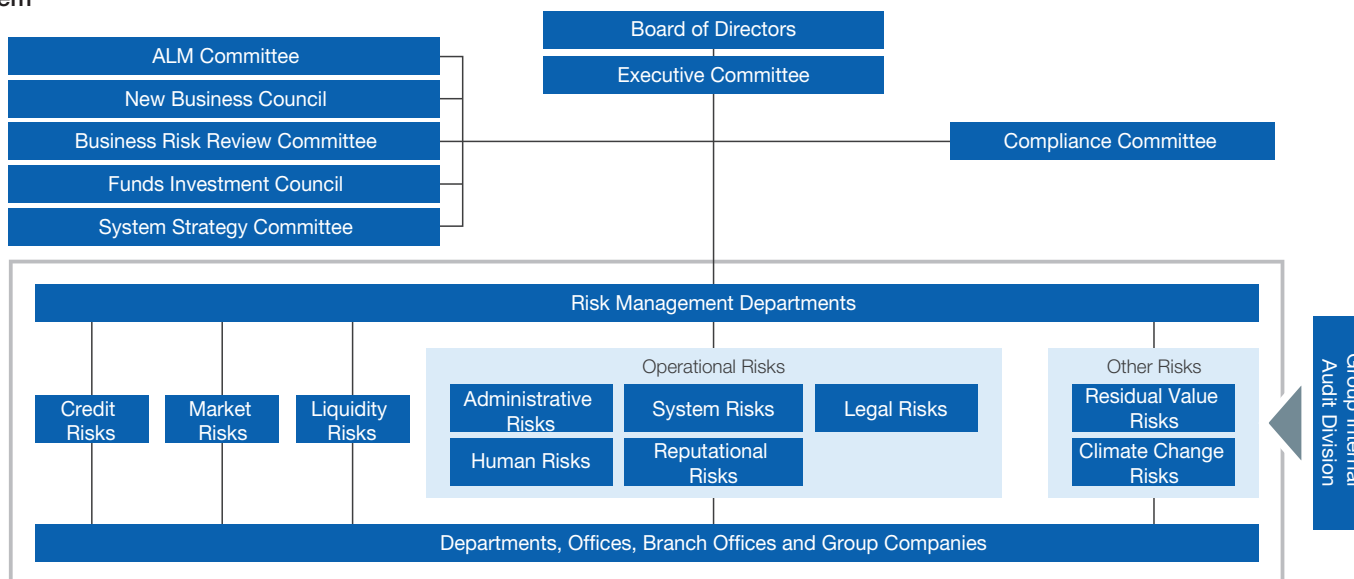 Board of Directors
Executive Committee
ALM Committee
New Business Council
Business Risk Review Committee
Funds Investment Council
System Strategy Committee
Compliance Committee
Risk Management Departments
Credit
Risks
Market
Risks
Liquidity
Risks
Operational Risks
Administrative
Risks
System Risks
Legal Risks
Human Risks
Reputational
Risks
Other Risks
Residual Value
Risks
Climate Change
Risks
Group Internal
Audit Division
Departments, Offices, Branch Offices and Group Companies